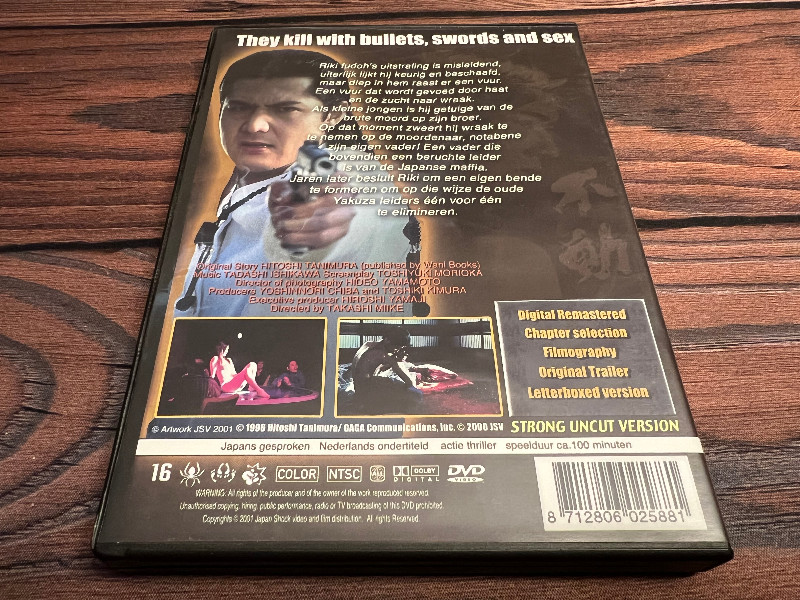 They kill with bullets, swords and sex
Riki fudoh's uitstraling is misleidend,
uiterlijk lijkt hij keurig en beschaafd,
maar diep in hem raast er een vuur.
Een vuur dat wordt gevoed door haat
en de zucht naar wraak.
Als kleine jongen is hij getuige van de
brute moord op zijn broer.
Op dat moment zweert hij wraak te
te nemen op de moordenaar, notabene
zijn eigen vader! Een vader die
bovendien een beruchte leider
is van de Japanse maffia.
Jaren later besluit Riki om een eigen bende
te formeren om op die wijze de oude
Yakuza leiders één voor één
te elimineren.
不動
Original Story HITOSHI TANIMURA (published by Wani Books)
Music TADASHI ISHIKAWA Screenplay TOSHIYUKI MORIOKA
Director of photography HIDEO YAMAMOTO
Producers YOSHINNORI CHIBA and TOSHIKI KIMURA
Executive producer HIROSHI YAMAJI
Directed by TAKASHI MIIKE
Digital Remastered
Chapter selection
Filmography
Original Trailer
Letterboxed version
© Artwork JSV 2001 © 1996 Hitoshi Tanimura/ GAGA Communications, Inc. © 2000 JSV
STRONG UNCUT VERSION
Japans gesproken Nederlands ondertiteld actie thriller speelduur ca.100 minuten
16 COLOR NTSC DOLBY DIGITAL DVD VIDEO
WARNING. All rights of the producer and of the owner of the work reproduced reserved.
Unauthorised copying, hiring, public performance, radio or TV broadcasting of this DVD prohibited.
Copyrights © 2001 Japan Shock video and film distribution. All rights Reserved.
8 712806 025881